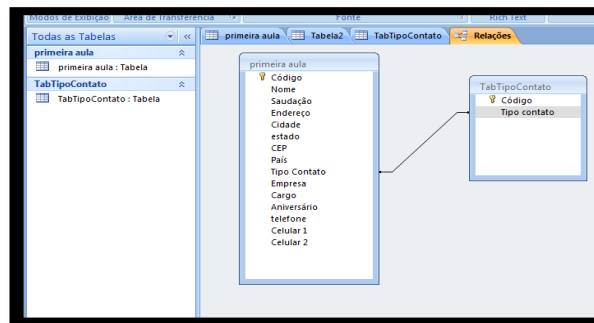 Modos de Exibição Área de Transferência Fonte Rich Text
Todas as Tabelas «
primeira aula Tabela2 TabTipoContato Relações
primeira aula
primeira aula : Tabela
TabTipoContato
TabTipoContato : Tabela
primeira aula
Código
Nome
Saudação
Endereço
Cidade
estado
CEP
País
Tipo Contato
Empresa
Cargo
Aniversário
telefone
Celular 1
Celular 2
TabTipoContato
Código
Tipo contato